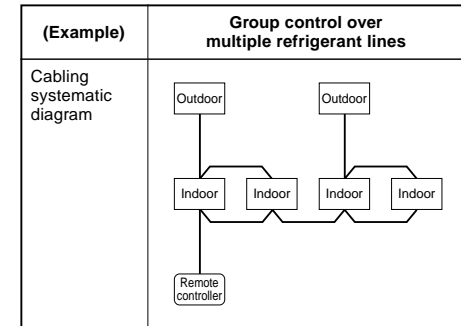 (Example)
Group control over
multiple refrigerant lines
Cabling
systematic
diagram
Outdoor
Outdoor
Indoor
Indoor
Indoor
Indoor
Remote
controller